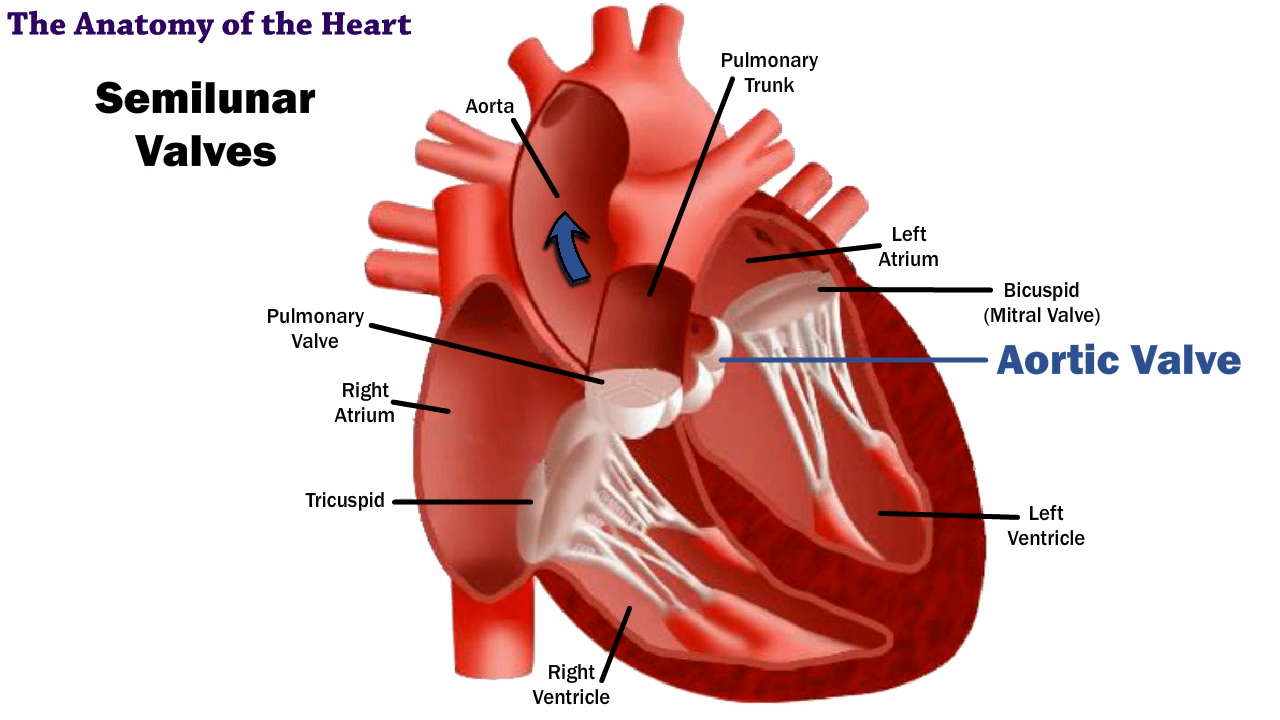 The Anatomy of the Heart
Semilunar
Valves
Pulmonary
Trunk
Aorta
Left
Atrium
Bicuspid
(Mitral Valve)
Pulmonary
Valve
Aortic Valve
Right
Atrium
Tricuspid
Left
Ventricle
Right
Ventricle